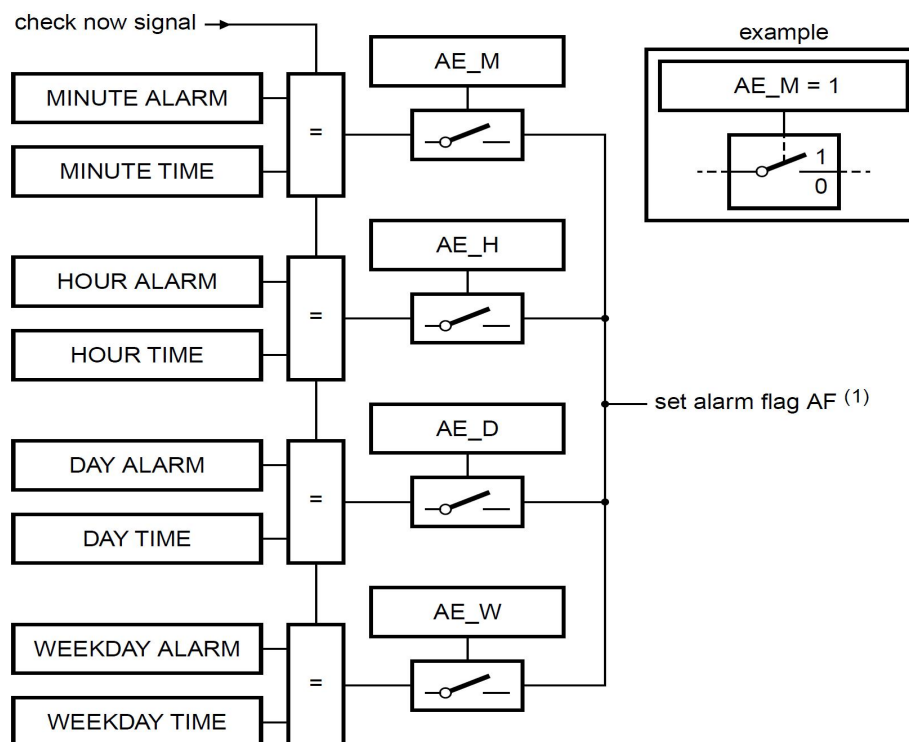 check now signal
example
AE_M
AE_M = 1
MINUTE ALARM
=
1
MINUTE TIME
0
AE_H
HOUR ALARM
=
HOUR TIME
set alarm flag AF (1)
AE_D
DAY ALARM
=
DAY TIME
AE_W
WEEKDAY ALARM
=
WEEKDAY TIME